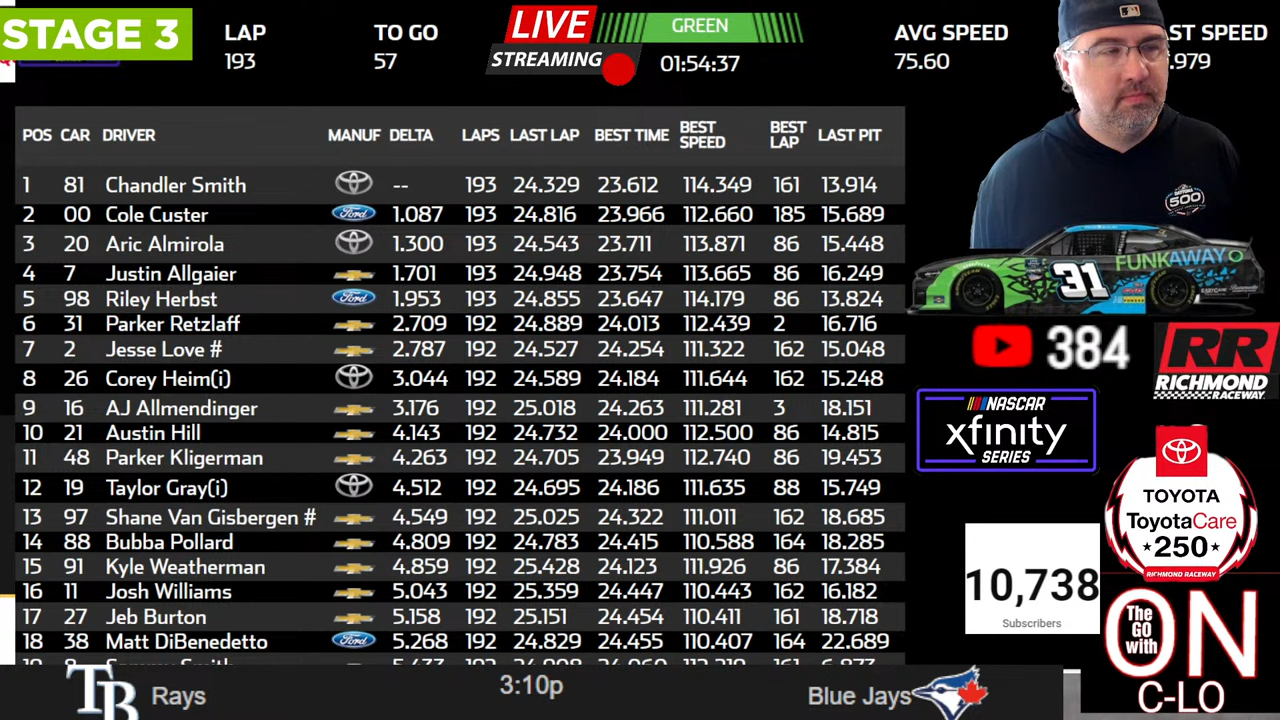 STAGE 3
LAP
193
TO GO
57
LIVE
STREAMING
GREEN
01:54:37
AVG SPEED
75.60
ST SPEED
.979
POS CAR DRIVER MANUF DELTA LAPS LAST LAP BEST TIME BEST SPEED BEST LAP LAST PIT
1 81 Chandler Smith TOYOTA -- 193 24.329 23.612 114.349 161 13.914
2 00 Cole Custer Ford 1.087 193 24.816 23.966 112.660 185 15.689
3 20 Aric Almirola 1.300 193 24.543 23.711 113.871 86 15.448
4 7 Justin Allgaier 1.701 193 24.948 23.754 113.665 86 16.249
5 98 Riley Herbst Ford 1.957 193 24.855 23.647 114.179 86 13.824
6 31 Parker Retzlaff 2.709 192 24.889 24.013 112.439 2 16.716
7 2 Jesse Love # 2.787 192 24.527 24.254 111.322 162 15.048
8 26 Corey Heim(i) 3.044 192 24.589 24.184 111.644 162 15.248
9 16 AJ Allmendinger 3.176 192 25.018 24.263 111.281 3 18.151
10 21 Austin Hill 4.143 192 24.732 24.000 112.500 86 14.815
11 48 Parker Kligerman 4.263 192 24.705 23.949 112.740 86 19.453
12 19 Taylor Gray(i) 4.512 192 24.695 24.186 111.635 88 15.749
13 97 Shane Van Gisbergen # 4.549 192 25.025 24.322 111.011 162 18.685
14 88 Bubba Pollard 4.809 192 24.783 24.415 110.588 164 18.285
15 91 Kyle Weatherman 4.859 192 25.428 24.123 111.926 86 17.384
16 11 Josh Williams 5.043 192 25.359 24.447 110.443 162 16.182
17 27 Jeb Burton 5.158 192 25.151 24.454 110.411 161 18.718
18 38 Matt DiBenedetto Ford 5.268 192 24.829 24.455 110.407 164 22.689
DAYTONA
500
31
FUNKAWAY
384
RR
RICHMOND
RACEWAY
NASCAR
xfinity
SERIES
TOYOTA
ToyotaCare
250
RICHMOND RACEWAY
10,738
Subscribers
The GO with
ON
C-LO
TB
Rays
3:10p
Blue Jays